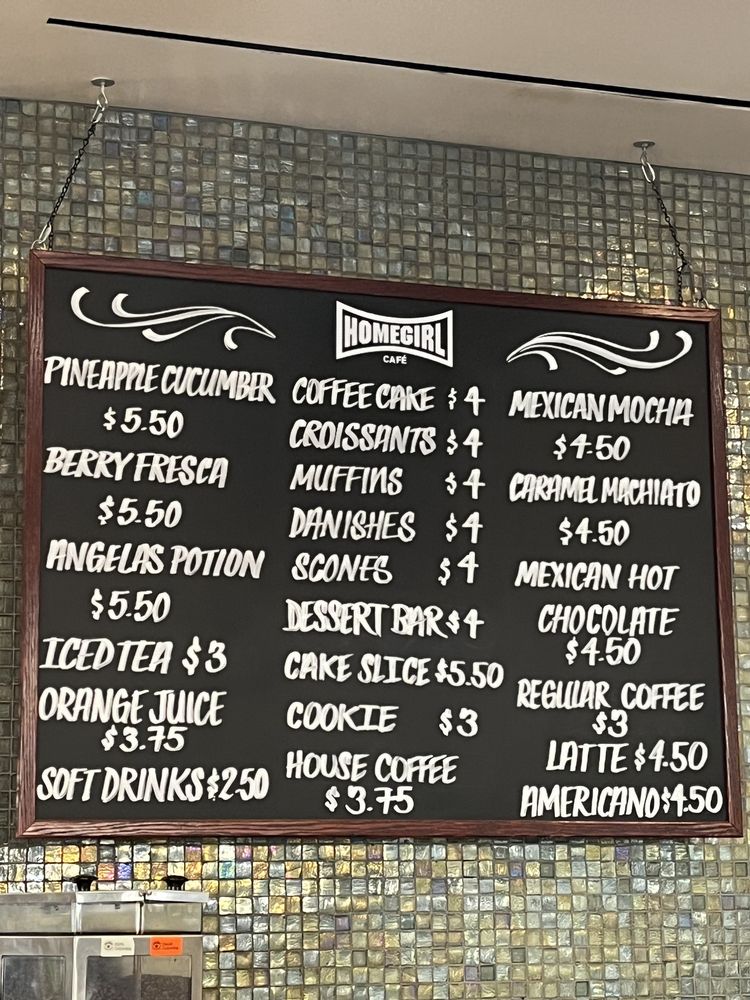 HOMEGIRL
CAFÉ
PINEAPPLE CUCUMBER
$5.50
BERRY FRESCA
$5.50
ANGELAS POTION
$5.50
ICED TEA $3
ORANGE JUICE
$3.75
SOFT DRINKS $2.50
COFFEE CAKE $4
CROISSANTS $4
MUFFINS $4
DANISHES $4
SCONES $4
DESSERT BAR $4
CAKE SLICE $5.50
COOKIE $3
HOUSE COFFEE
$3.75
MEXICAN MOCHA
$4.50
CARAMEL MACHIATO
$4.50
MEXICAN HOT
CHOCOLATE
$4.50
REGULAR COFFEE
$3
LATTE $4.50
AMERICANO $4.50